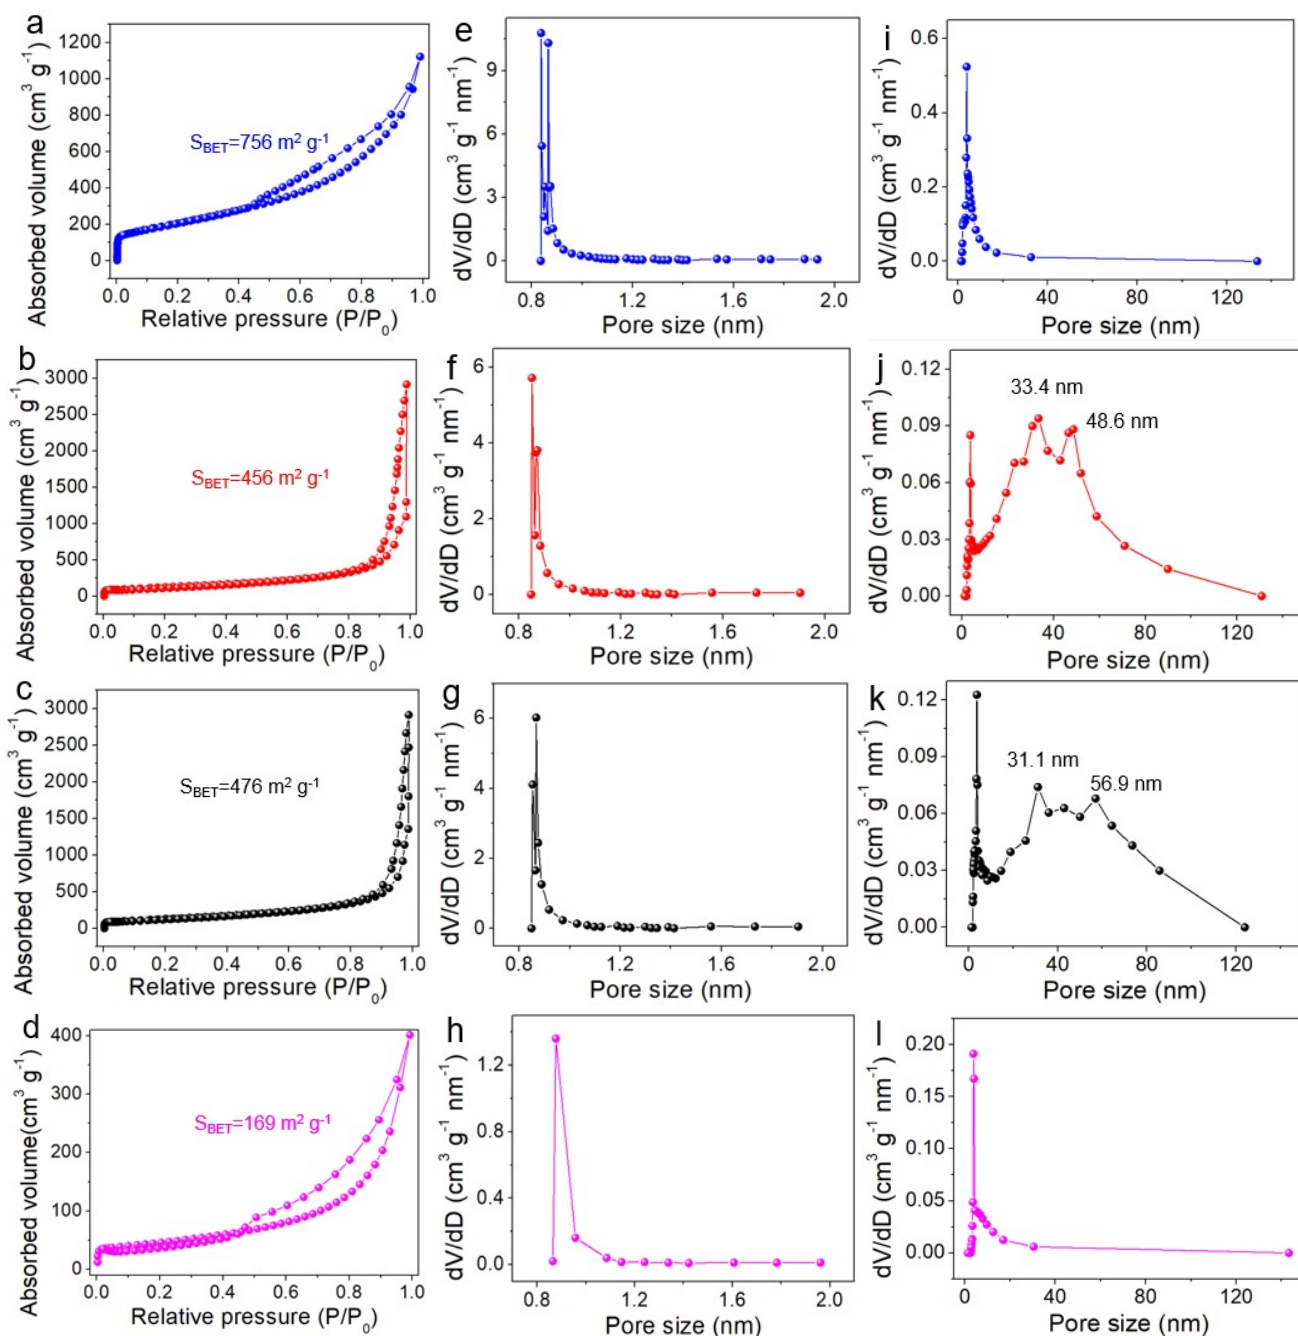 a
Absorbed volume (cm³ g⁻¹)
1200
1000
800
600
400
200
0
S_BET=756 m² g⁻¹
0.0 0.2 0.4 0.6 0.8 1.0
Relative pressure (P/P₀)
e
dV/dD (cm³ g⁻¹ nm⁻¹)
9
6
3
0
0.8 1.2 1.6 2.0
Pore size (nm)
i
dV/dD (cm³ g⁻¹ nm⁻¹)
0.6
0.4
0.2
0.0
0 40 80 120
Pore size (nm)
b
Absorbed volume (cm³ g⁻¹)
3000
2500
2000
1500
1000
500
0
S_BET=456 m² g⁻¹
0.0 0.2 0.4 0.6 0.8 1.0
Relative pressure (P/P₀)
f
dV/dD (cm³ g⁻¹ nm⁻¹)
6
4
2
0
0.8 1.2 1.6 2.0
Pore size (nm)
j
dV/dD (cm³ g⁻¹ nm⁻¹)
0.12
0.09
0.06
0.03
0.00
33.4 nm
48.6 nm
0 40 80 120
Pore size (nm)
c
Absorbed volume (cm³ g⁻¹)
3000
2500
2000
1500
1000
500
0
S_BET=476 m² g⁻¹
0.0 0.2 0.4 0.6 0.8 1.0
Relative pressure (P/P₀)
g
dV/dD (cm³ g⁻¹ nm⁻¹)
6
4
2
0
0.8 1.2 1.6 2.0
Pore size (nm)
k
dV/dD (cm³ g⁻¹ nm⁻¹)
0.12
0.09
0.06
0.03
0.00
31.1 nm
56.9 nm
0 40 80 120
Pore size (nm)
d
Absorbed volume(cm³ g⁻¹)
400
300
200
100
0
S_BET=169 m² g⁻¹
0.0 0.2 0.4 0.6 0.8 1.0
Relative pressure (P/P₀)
h
dV/dD (cm³ g⁻¹ nm⁻¹)
1.2
0.8
0.4
0.0
0.8 1.2 1.6 2.0
Pore size (nm)
l
dV/dD (cm³ g⁻¹ nm⁻¹)
0.20
0.15
0.10
0.05
0.00
0 40 80 120
Pore size (nm)